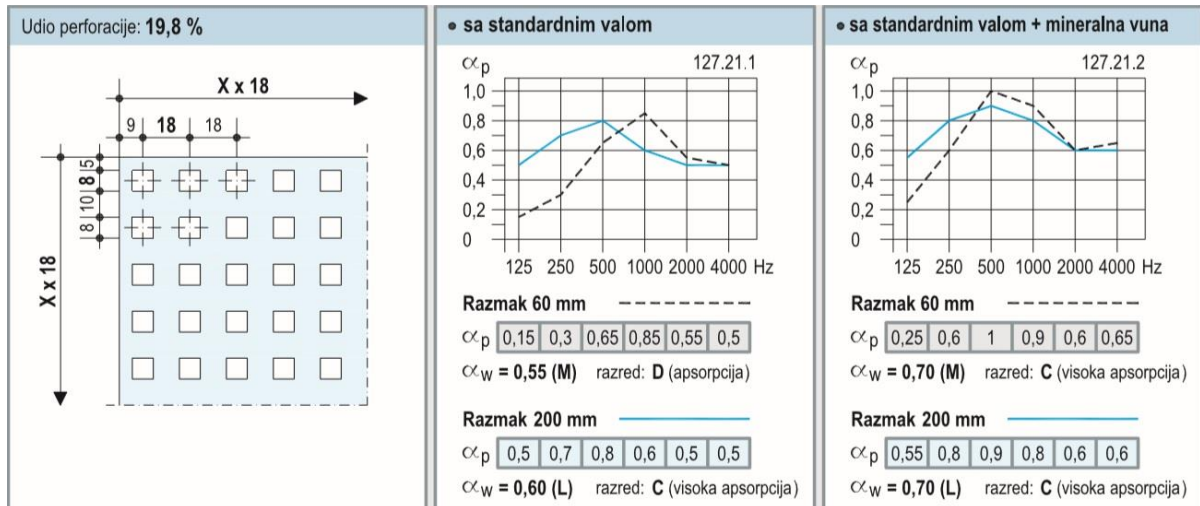 Udio perforacije: 19,8 %
X x 18
9 18 18
5
8
10
8
X x 18
• sa standardnim valom
αp 127.21.1
1,0
0,8
0,6
0,4
0,2
0
125 250 500 1000 2000 4000 Hz
Razmak 60 mm
αp 0,15 0,3 0,65 0,85 0,55 0,5
αw = 0,55 (M) razred: D (apsorpcija)
Razmak 200 mm
αp 0,5 0,7 0,8 0,6 0,5 0,5
αw = 0,60 (L) razred: C (visoka apsorpcija)
• sa standardnim valom + mineralna vuna
αp 127.21.2
1,0
0,8
0,6
0,4
0,2
0
125 250 500 1000 2000 4000 Hz
Razmak 60 mm
αp 0,25 0,6 1 0,9 0,6 0,65
αw = 0,70 (M) razred: C (visoka apsorpcija)
Razmak 200 mm
αp 0,55 0,8 0,9 0,8 0,6 0,6
αw = 0,70 (L) razred: C (visoka apsorpcija)